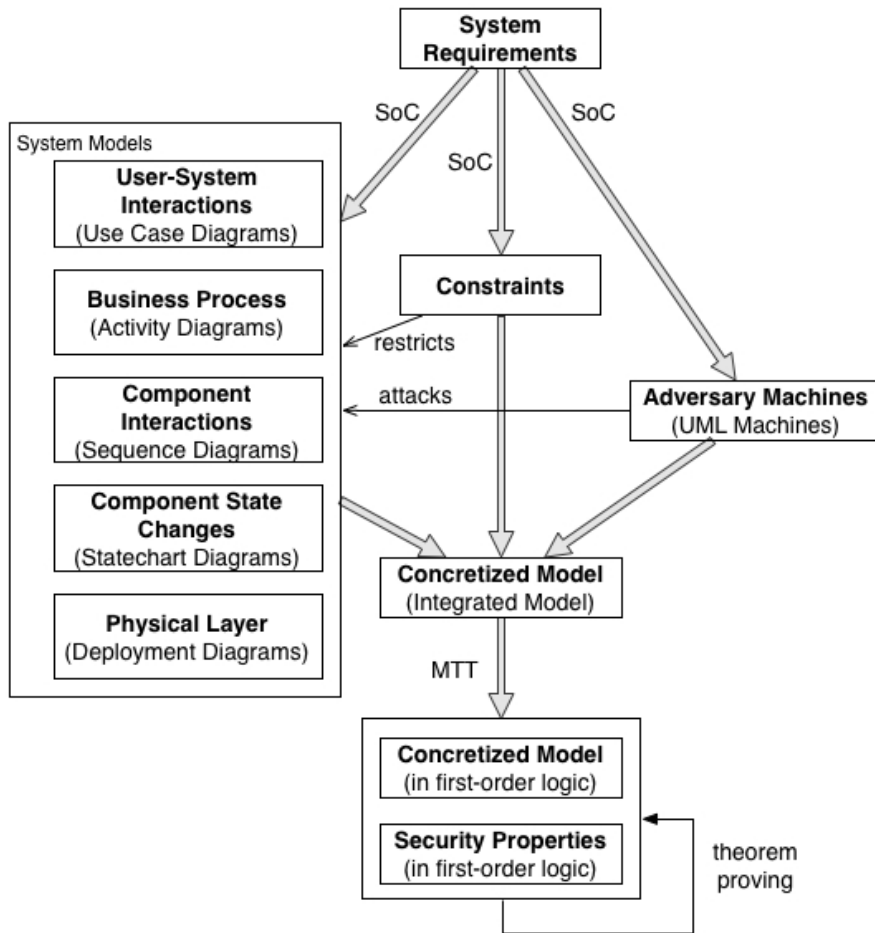 System
Requirements
SoC
SoC
SoC
System Models
User-System
Interactions
(Use Case Diagrams)
Business Process
(Activity Diagrams)
Component
Interactions
(Sequence Diagrams)
Component State
Changes
(Statechart Diagrams)
Physical Layer
(Deployment Diagrams)
Constraints
restricts
attacks
Adversary Machines
(UML Machines)
Concretized Model
(Integrated Model)
MTT
Concretized Model
(in first-order logic)
Security Properties
(in first-order logic)
theorem
proving